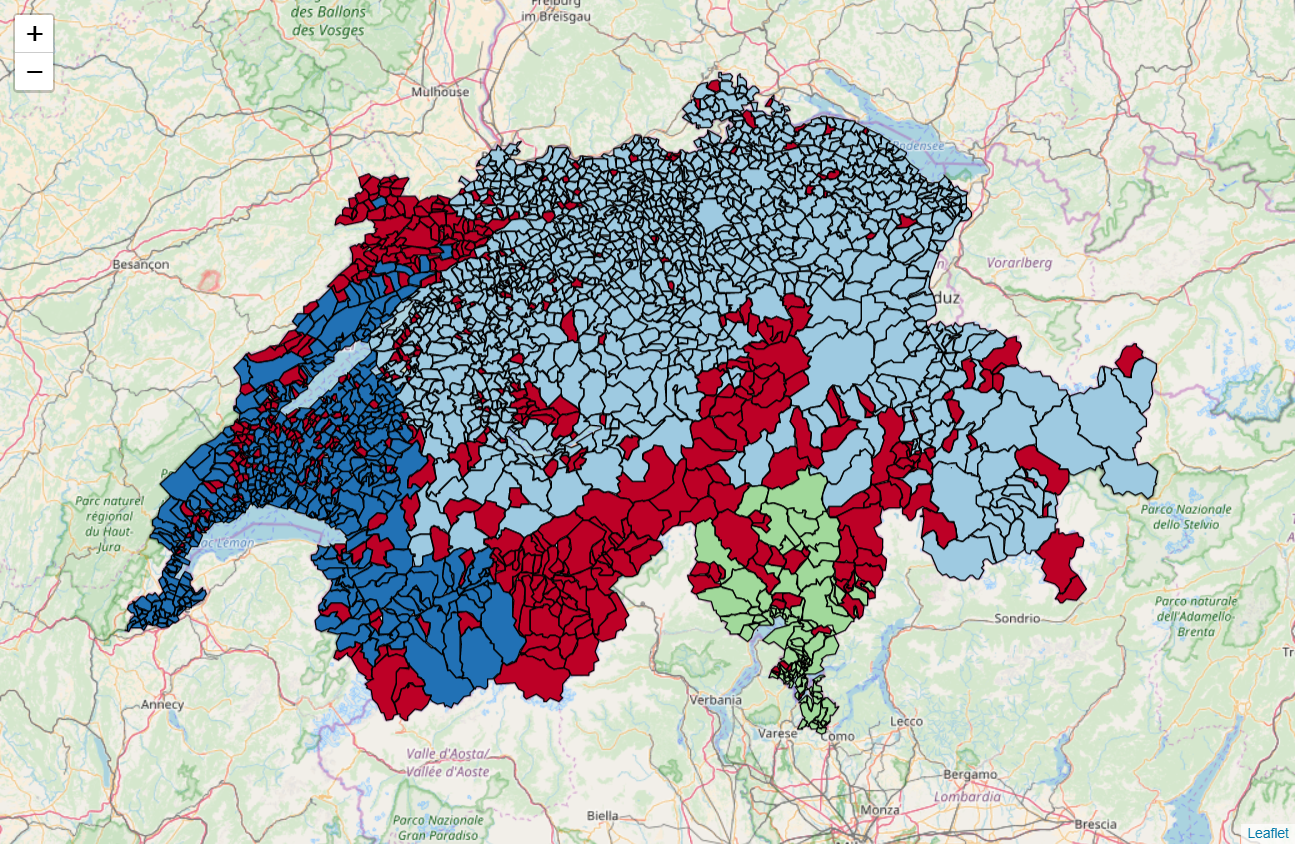 des Ballons
des Vosges
Freiburg
im Breisgau
+
−
Mulhouse
Bodensee
Besançon
Vorarlberg
duz
Parc naturel
régional
du Haut-
Jura
Parco Nazionale
dello Stelvio
Lac Léman
Sondrio
Parco naturale
dell'Adamello-
Brenta
Tr
Annecy
Verbania
Varese
Como
Lecco
Valle d'Aosta/
Vallée d'Aoste
Bergamo
Lombardia
Biella
Monza
Brescia
Parco Nazionale
Gran Paradiso
Leaflet